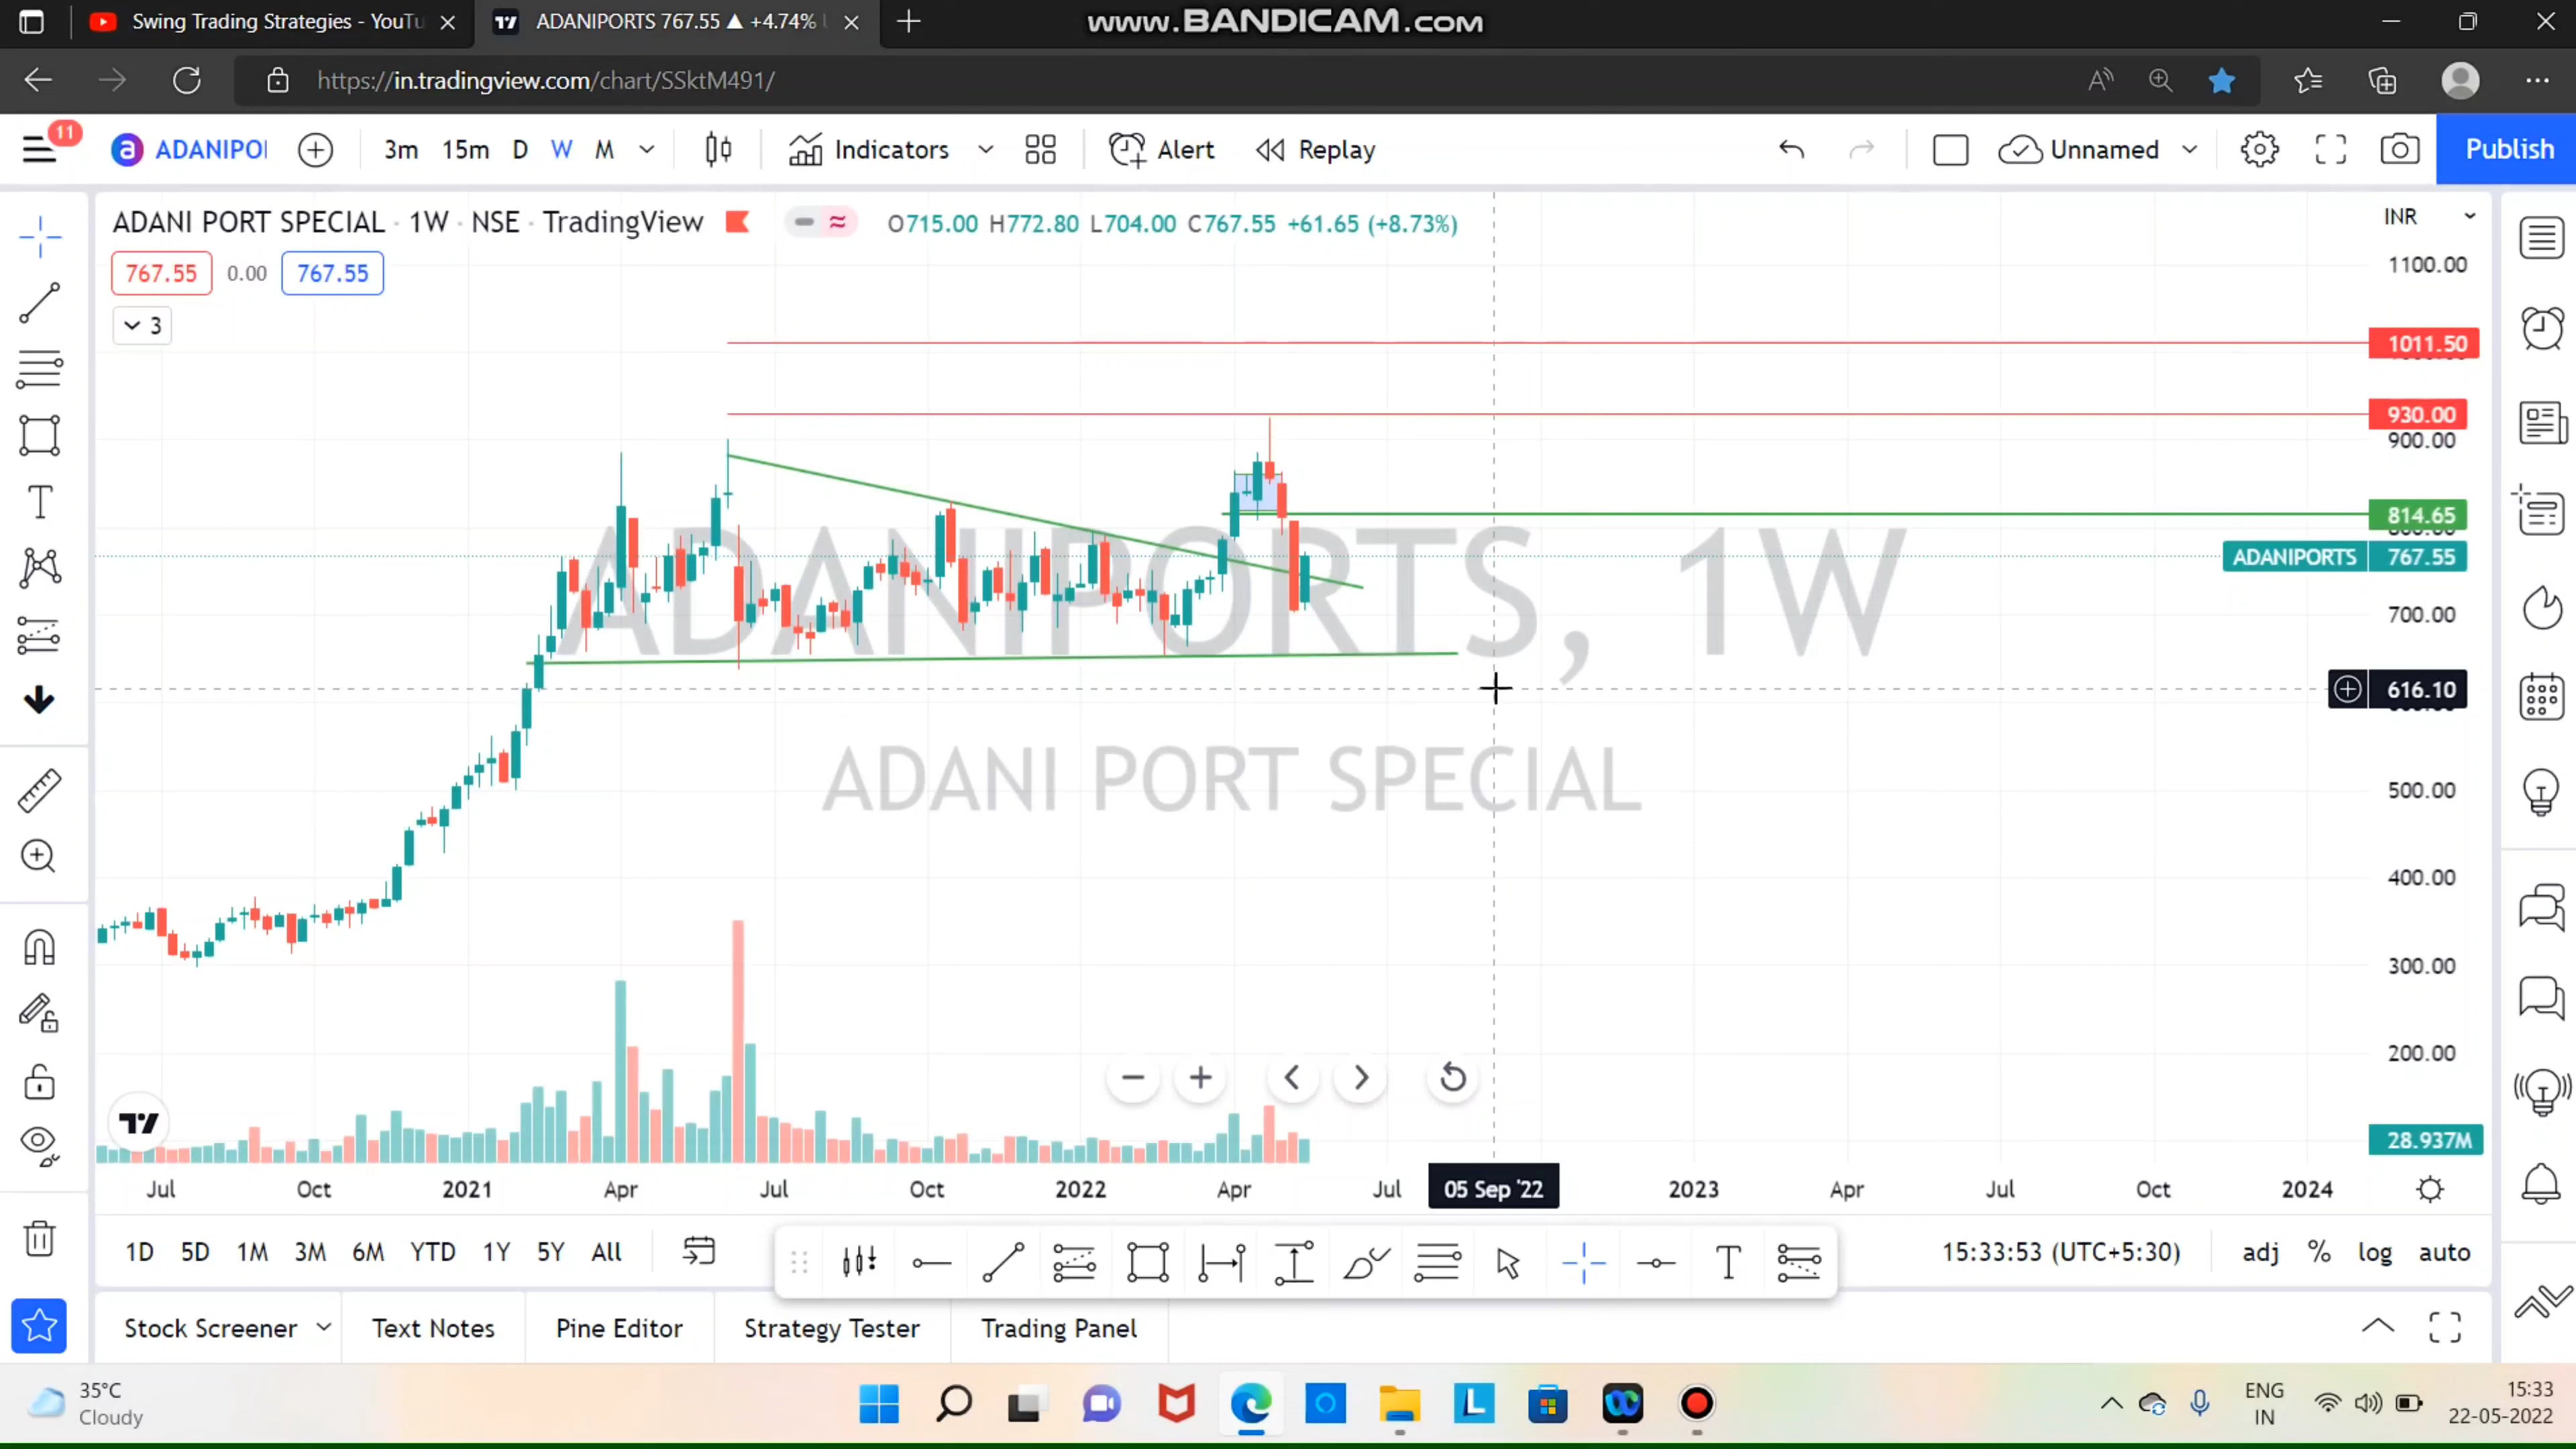 Swing Trading Strategies - YouTu
ADANIPORTS 767.55 ▲ +4.74%
www.BANDICAM.com
https://in.tradingview.com/chart/SSktM491/
11
ADANIPO
3m 15m D W M
Indicators
Alert
Replay
Unnamed
Publish
ADANI PORT SPECIAL · 1W · NSE · TradingView
O715.00 H772.80 L704.00 C767.55 +61.65 (+8.73%)
INR
767.55 0.00 767.55
3
1100.00
1011.50
930.00
900.00
814.65
ADANIPORTS 767.55
700.00
616.10
500.00
400.00
300.00
200.00
28.937M
ADANIPORTS, 1W
ADANI PORT SPECIAL
Jul Oct 2021 Apr Jul Oct 2022 Apr Jul 05 Sep '22 2023 Apr Jul Oct 2024
1D 5D 1M 3M 6M YTD 1Y 5Y All
15:33:53 (UTC+5:30) adj % log auto
Stock Screener Text Notes Pine Editor Strategy Tester Trading Panel
35°C
Cloudy
ENG
IN
15:33
22-05-2022